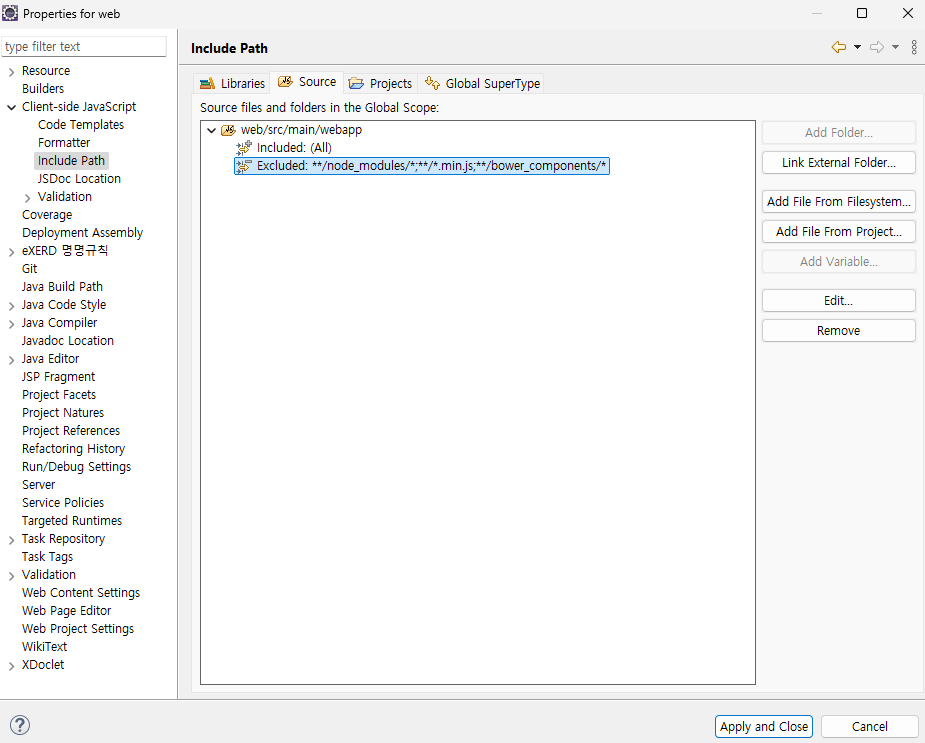 Properties for web
type filter text
Resource
Builders
Client-side JavaScript
Code Templates
Formatter
Include Path
JSDoc Location
Validation
Coverage
Deployment Assembly
eXERD 명명규칙
Git
Java Build Path
Java Code Style
Java Compiler
Javadoc Location
Java Editor
JSP Fragment
Project Facets
Project Natures
Project References
Refactoring History
Run/Debug Settings
Server
Service Policies
Targeted Runtimes
Task Repository
Task Tags
Validation
Web Content Settings
Web Page Editor
Web Project Settings
WikiText
XDoclet
Include Path
Libraries Source Projects Global SuperType
Source files and folders in the Global Scope:
web/src/main/webapp
Included: (All)
Excluded: **/node_modules/*;**/*.min.js;**/bower_components/*
Add Folder...
Link External Folder...
Add File From Filesystem...
Add File From Project...
Add Variable...
Edit...
Remove
Apply and Close Cancel